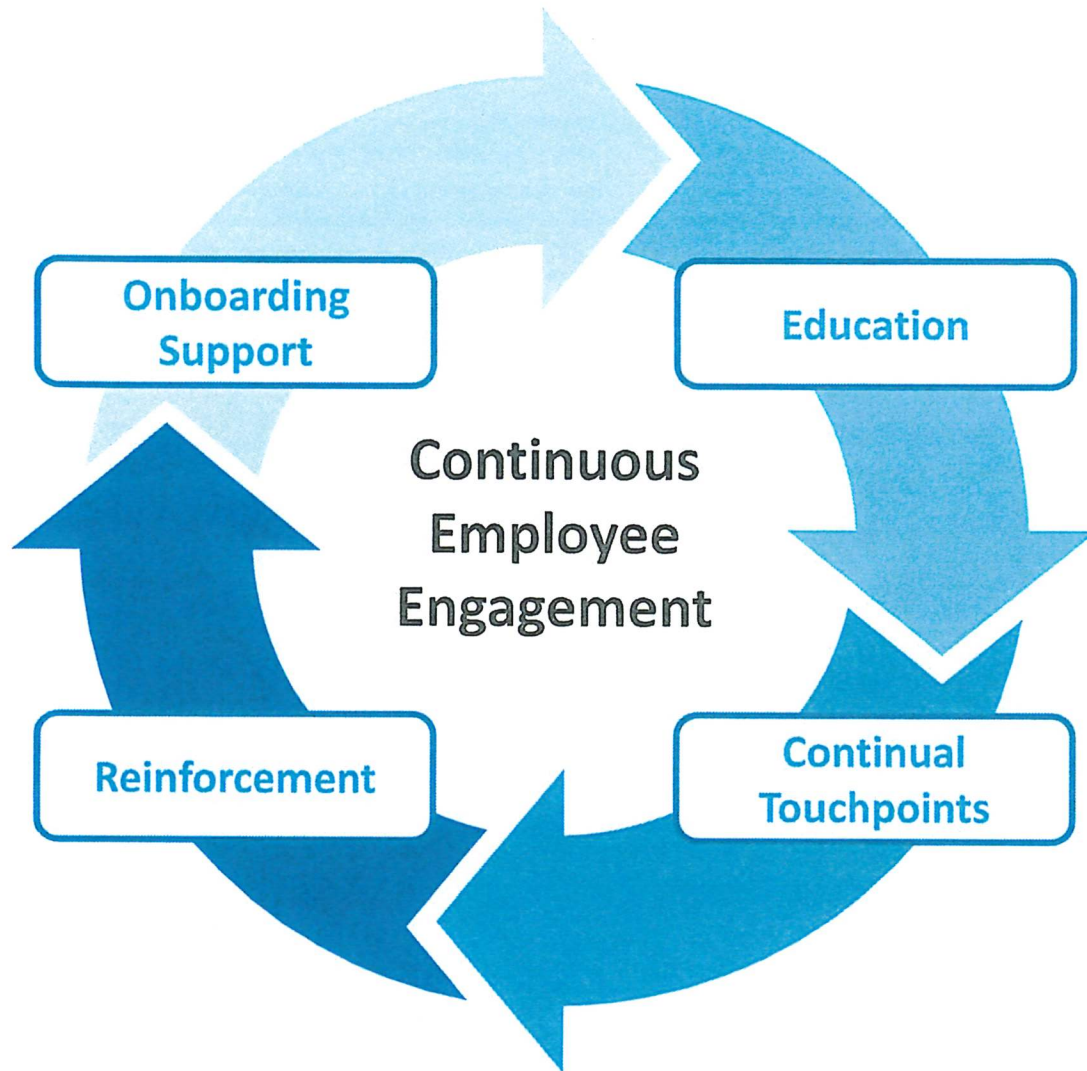 Onboarding
Support
Education
Continuous
Employee
Engagement
Reinforcement
Continual
Touchpoints